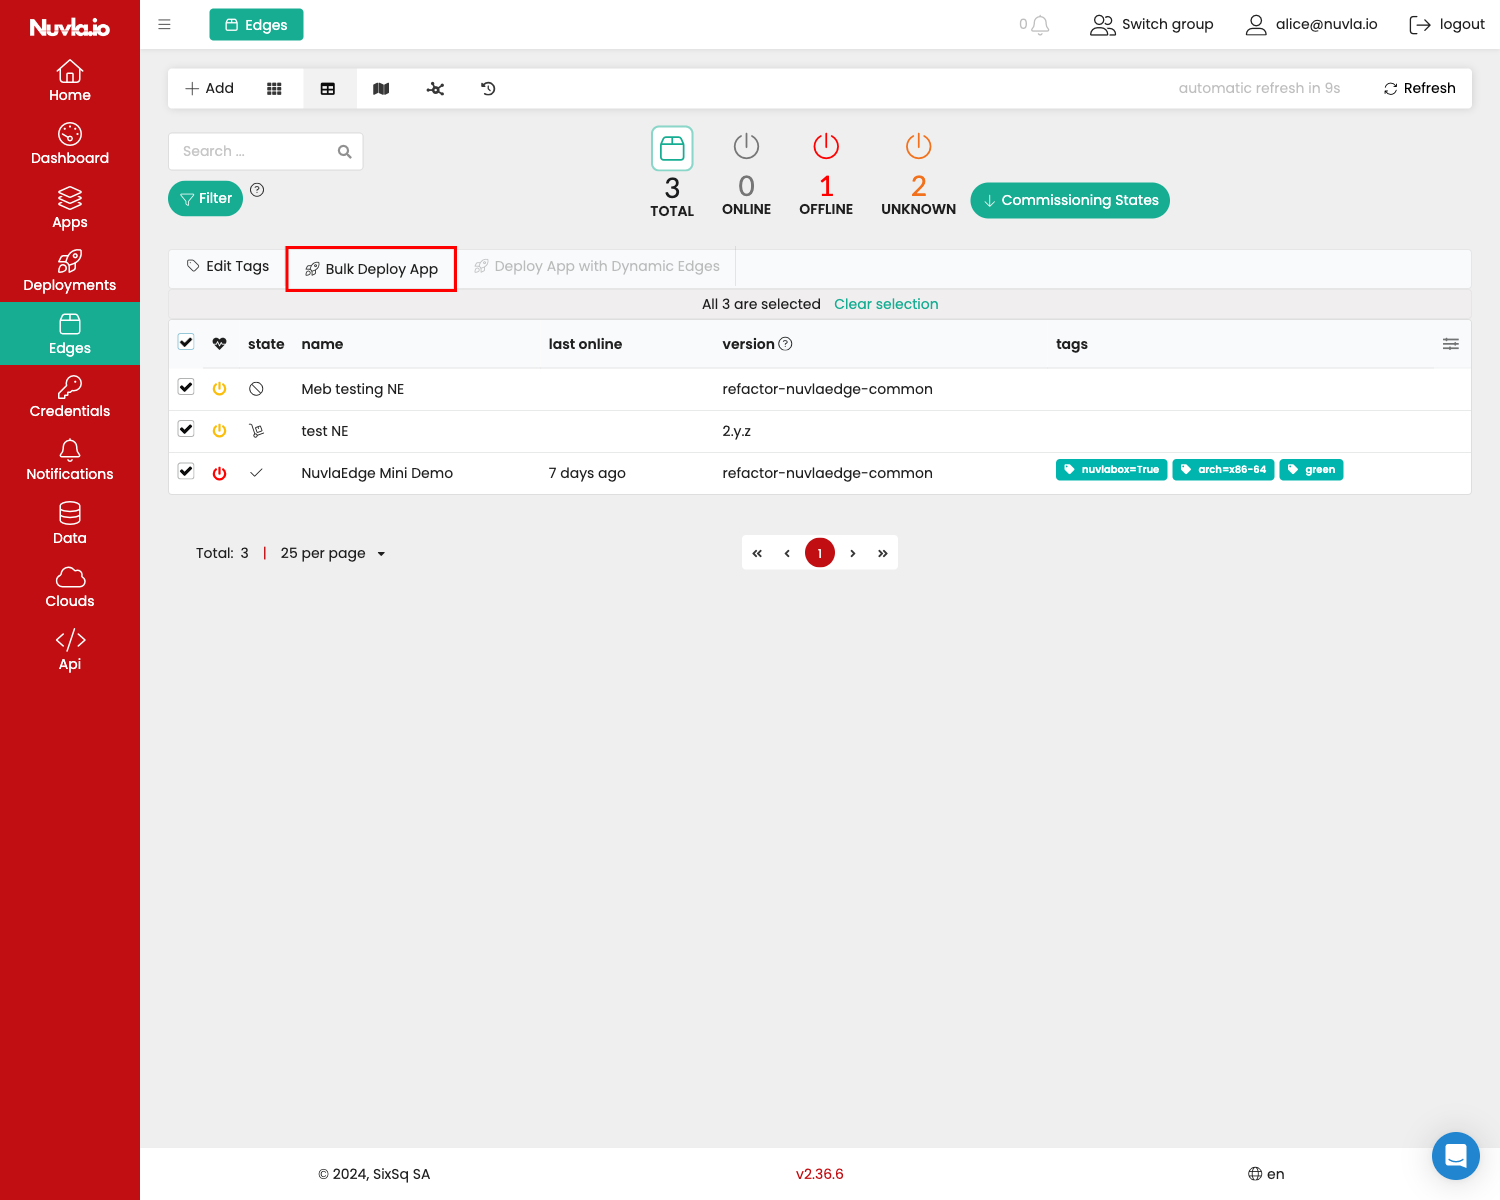 Nuvla.io
Home
Dashboard
Apps
Deployments
Edges
Credentials
Notifications
Data
Clouds
Api
Edges
0
Switch group
alice@nuvla.io
logout
Add
automatic refresh in 9s
Refresh
Search ...
Filter
3
TOTAL
0
ONLINE
1
OFFLINE
2
UNKNOWN
Commissioning States
Edit Tags
Bulk Deploy App
Deploy App with Dynamic Edges
All 3 are selected Clear selection
state name last online version tags
Meb testing NE refactor-nuvlaedge-common
test NE 2.y.z
NuvlaEdge Mini Demo 7 days ago refactor-nuvlaedge-common nuvlabox=True arch=x86-64 green
Total: 3 | 25 per page
« ‹ 1 › »
© 2024, SixSq SA
v2.36.6
en